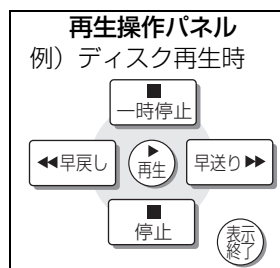 再生操作パネル
例）ディスク再生時
■
一時停止
◀◀早戻し
▶
再生
早送り▶▶
■
停止
表示
終了